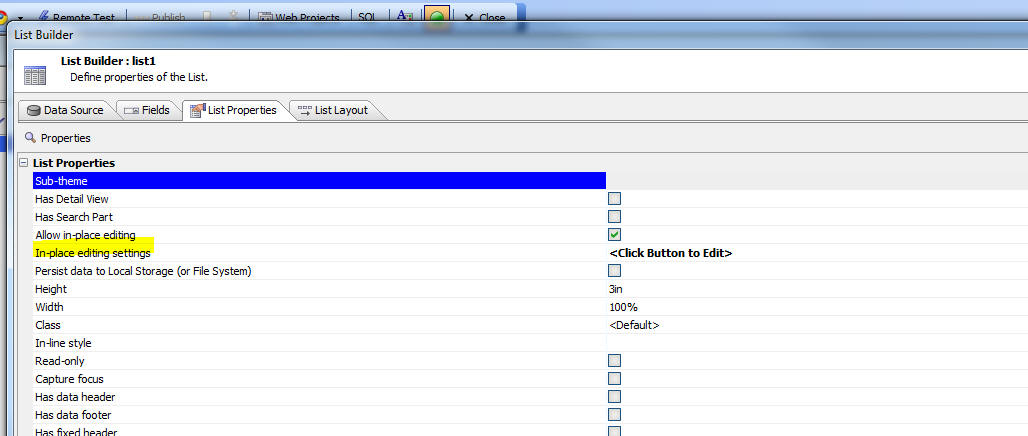 Remote Test Publish Web Projects SQL A Close
List Builder
List Builder : list1
Define properties of the List.
Data Source Fields List Properties List Layout
Properties
List Properties
Sub-theme
Has Detail View
Has Search Part
Allow in-place editing
In-place editing settings <Click Button to Edit>
Persist data to Local Storage (or File System)
Height 3in
Width 100%
Class <Default>
In-line style
Read-only
Capture focus
Has data header
Has data footer
Has fixed header